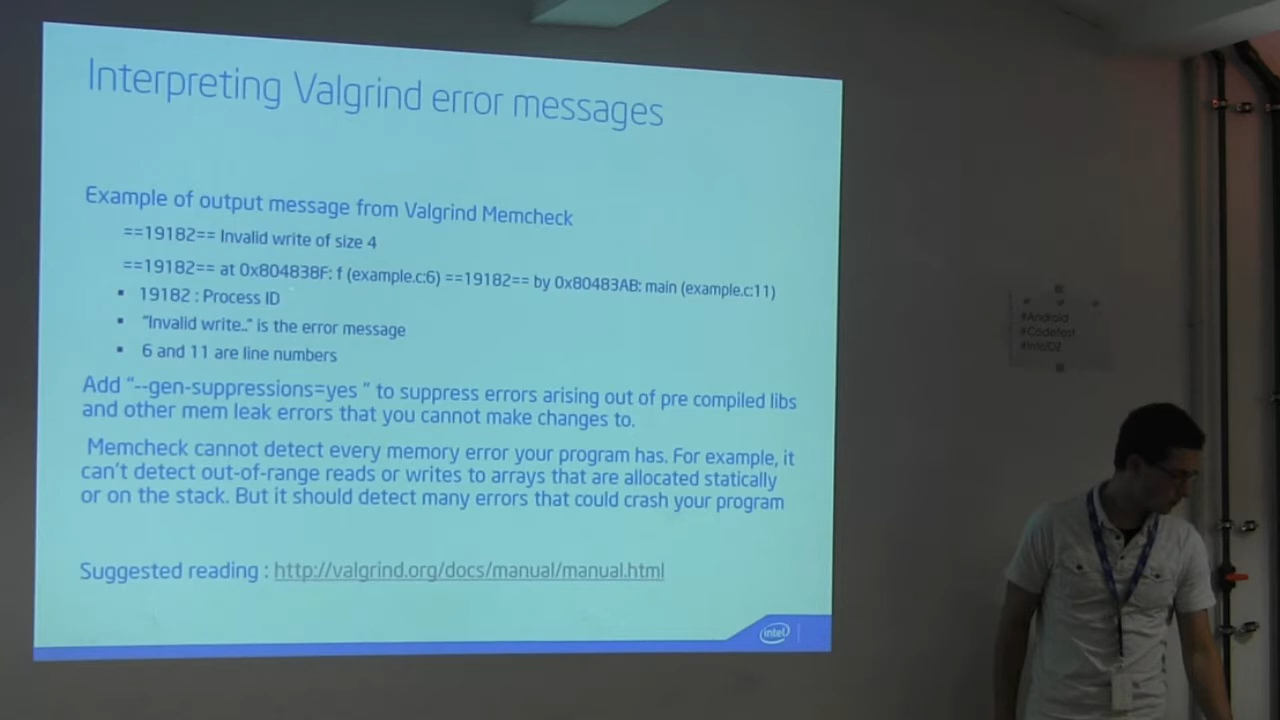 Interpreting Valgrind error messages
Example of output message from Valgrind Memcheck
==19182== Invalid write of size 4
==19182== at 0x804838F: f (example.c:6) ==19182== by 0x80483AB: main (example.c:11)
▪ 19182 : Process ID
▪ "Invalid write.." is the error message
▪ 6 and 11 are line numbers
Add "--gen-suppressions=yes " to suppress errors arising out of pre compiled libs
and other mem leak errors that you cannot make changes to.
Memcheck cannot detect every memory error your program has. For example, it
can't detect out-of-range reads or writes to arrays that are allocated statically
or on the stack. But it should detect many errors that could crash your program
Suggested reading : http://valgrind.org/docs/manual/manual.html
intel
#Android
#Codefest
#IntelDZ